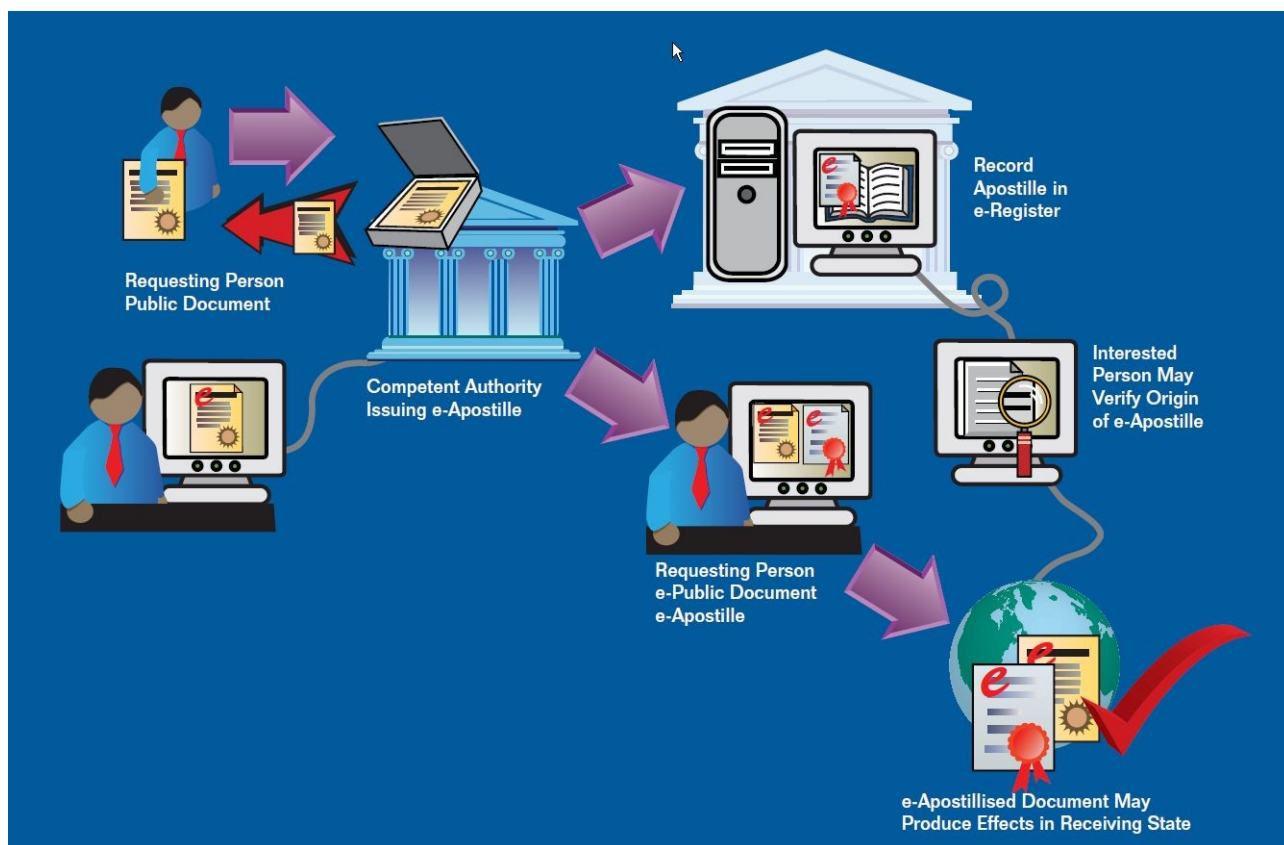 Requesting Person
Public Document
Competent Authority
Issuing e-Apostille
Record
Apostille in
e-Register
Interested
Person May
Verify Origin
of e-Apostille
Requesting Person
e-Public Document
e-Apostille
e-Apostillised Document May
Produce Effects in Receiving State
e
e
e
e
e
e